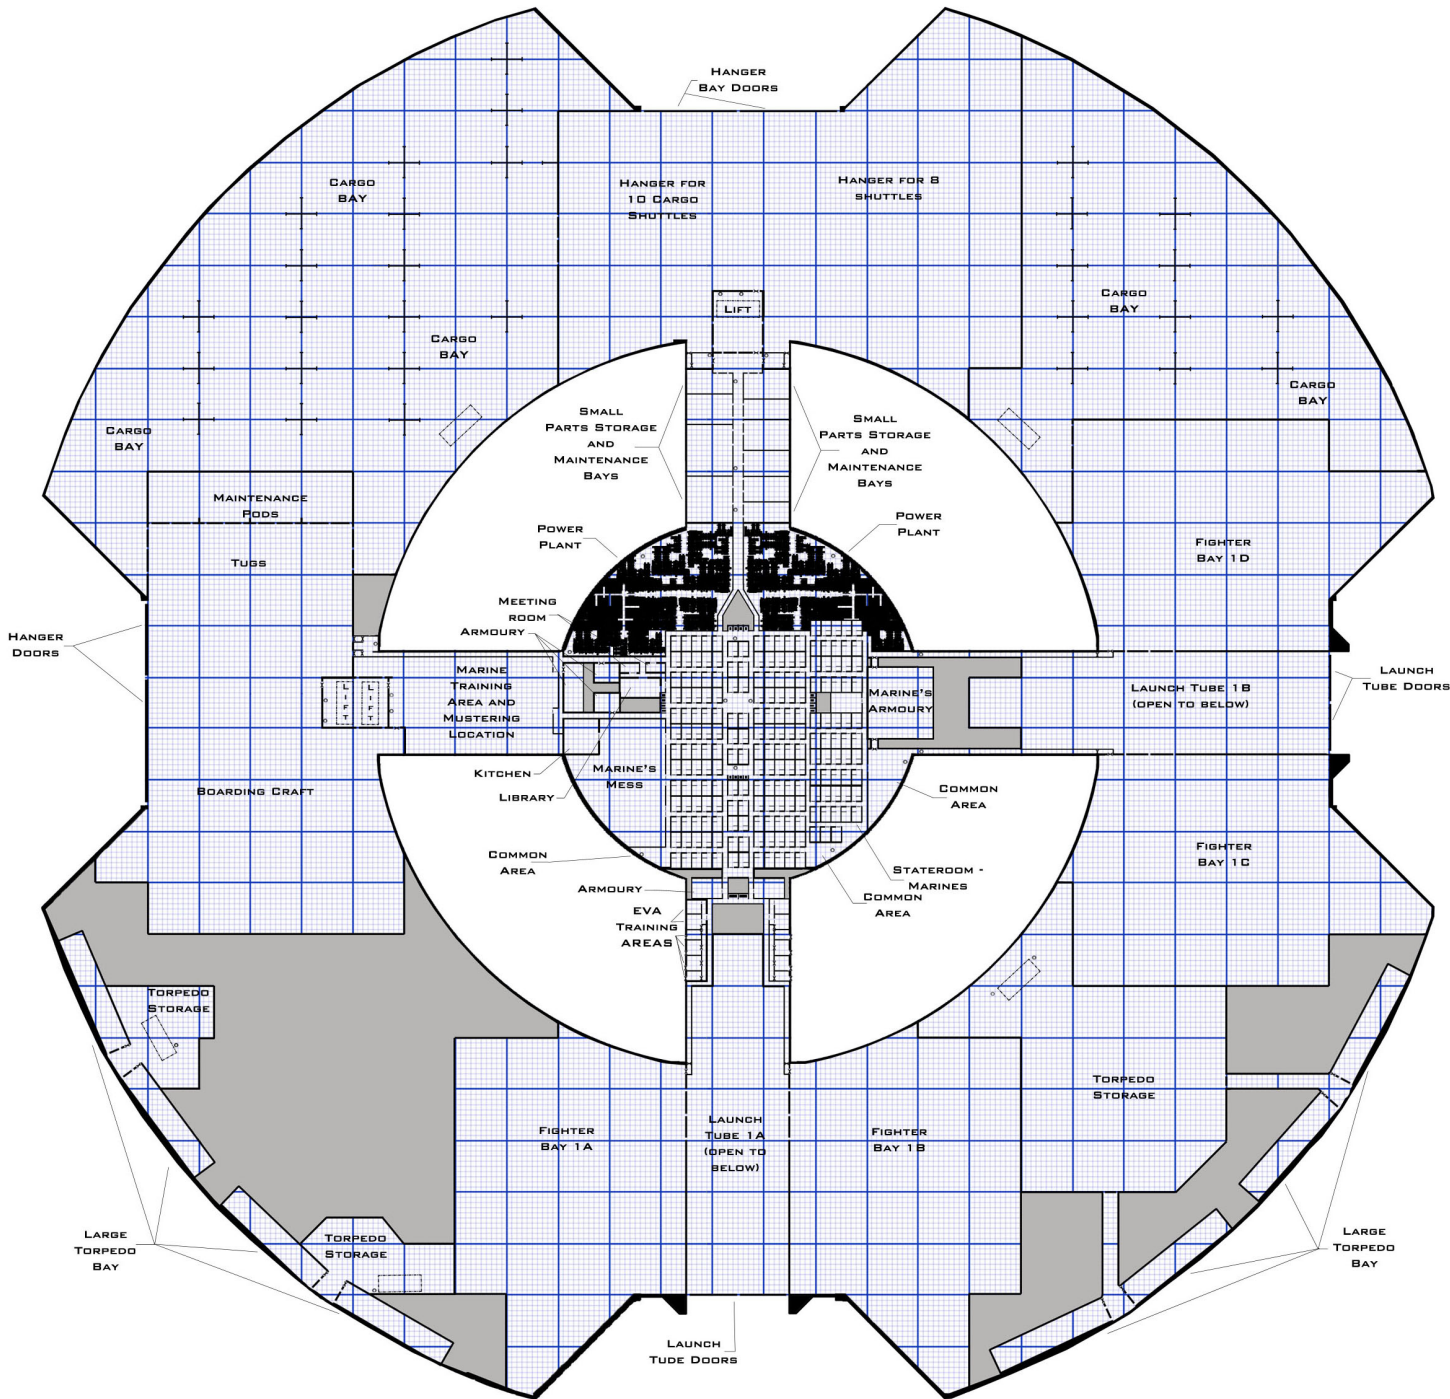 HANGER
BAY DOORS
CARGO
BAY
HANGER FOR
10 CARGO
SHUTTLES
HANGER FOR 8
SHUTTLES
CARGO
BAY
LIFT
CARGO
BAY
CARGO
BAY
CARGO
BAY
SMALL
PARTS STORAGE
AND
MAINTENANCE
BAYS
SMALL
PARTS STORAGE
AND
MAINTENANCE
BAYS
MAINTENANCE
PODS
TUGS
POWER
PLANT
POWER
PLANT
FIGHTER
BAY 1D
MEETING
ROOM
ARMOURY
HANGER
DOORS
LIFT
LIFT
MARINE
TRAINING
AREA AND
MUSTERING
LOCATION
MARINE'S
ARMOURY
LAUNCH TUBE 1B
(OPEN TO BELOW)
LAUNCH
TUBE DOORS
KITCHEN
MARINE'S
MESS
LIBRARY
BOARDING CRAFT
COMMON
AREA
COMMON
AREA
FIGHTER
BAY 1C
STATEROOM -
MARINES
ARMOURY
COMMON
AREA
EVA
TRAINING
AREAS
TORPEDO
STORAGE
TORPEDO
STORAGE
FIGHTER
BAY 1A
LAUNCH
TUBE 1A
(OPEN TO
BELOW)
FIGHTER
BAY 1B
LARGE
TORPEDO
BAY
TORPEDO
STORAGE
LARGE
TORPEDO
BAY
LAUNCH
TUDE DOORS